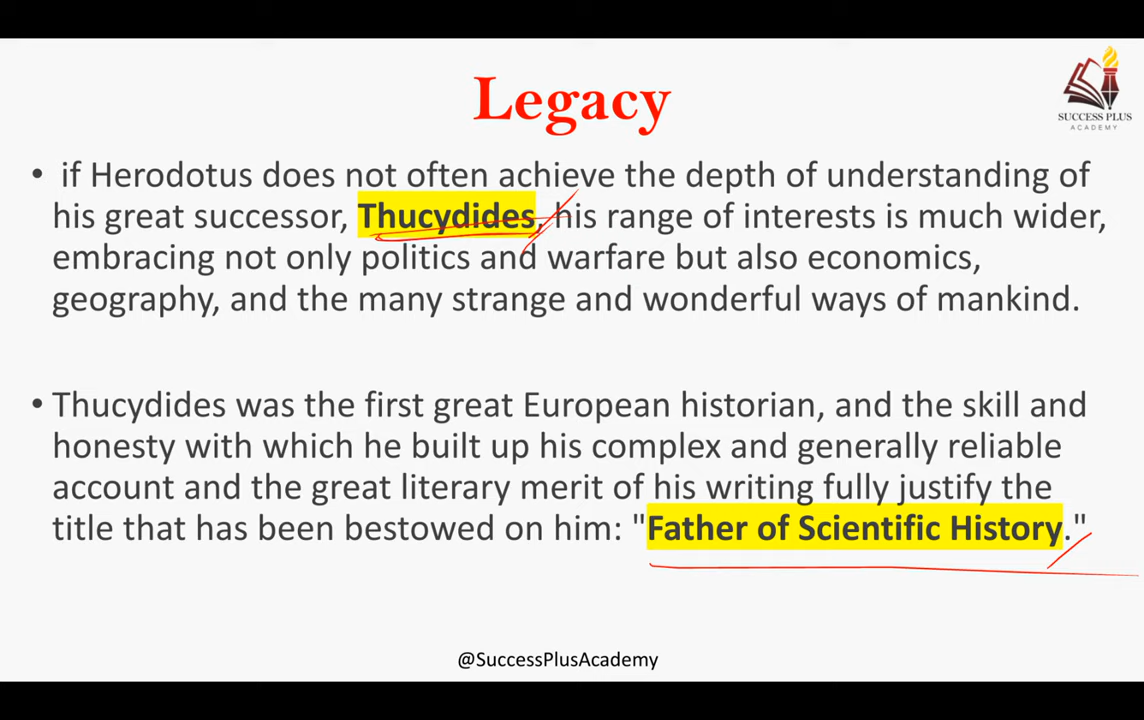 Legacy
SUCCESS PLUS
ACADEMY
• if Herodotus does not often achieve the depth of understanding of
his great successor, Thucydides, his range of interests is much wider,
embracing not only politics and warfare but also economics,
geography, and the many strange and wonderful ways of mankind.
• Thucydides was the first great European historian, and the skill and
honesty with which he built up his complex and generally reliable
account and the great literary merit of his writing fully justify the
title that has been bestowed on him: "Father of Scientific History."
@SuccessPlusAcademy